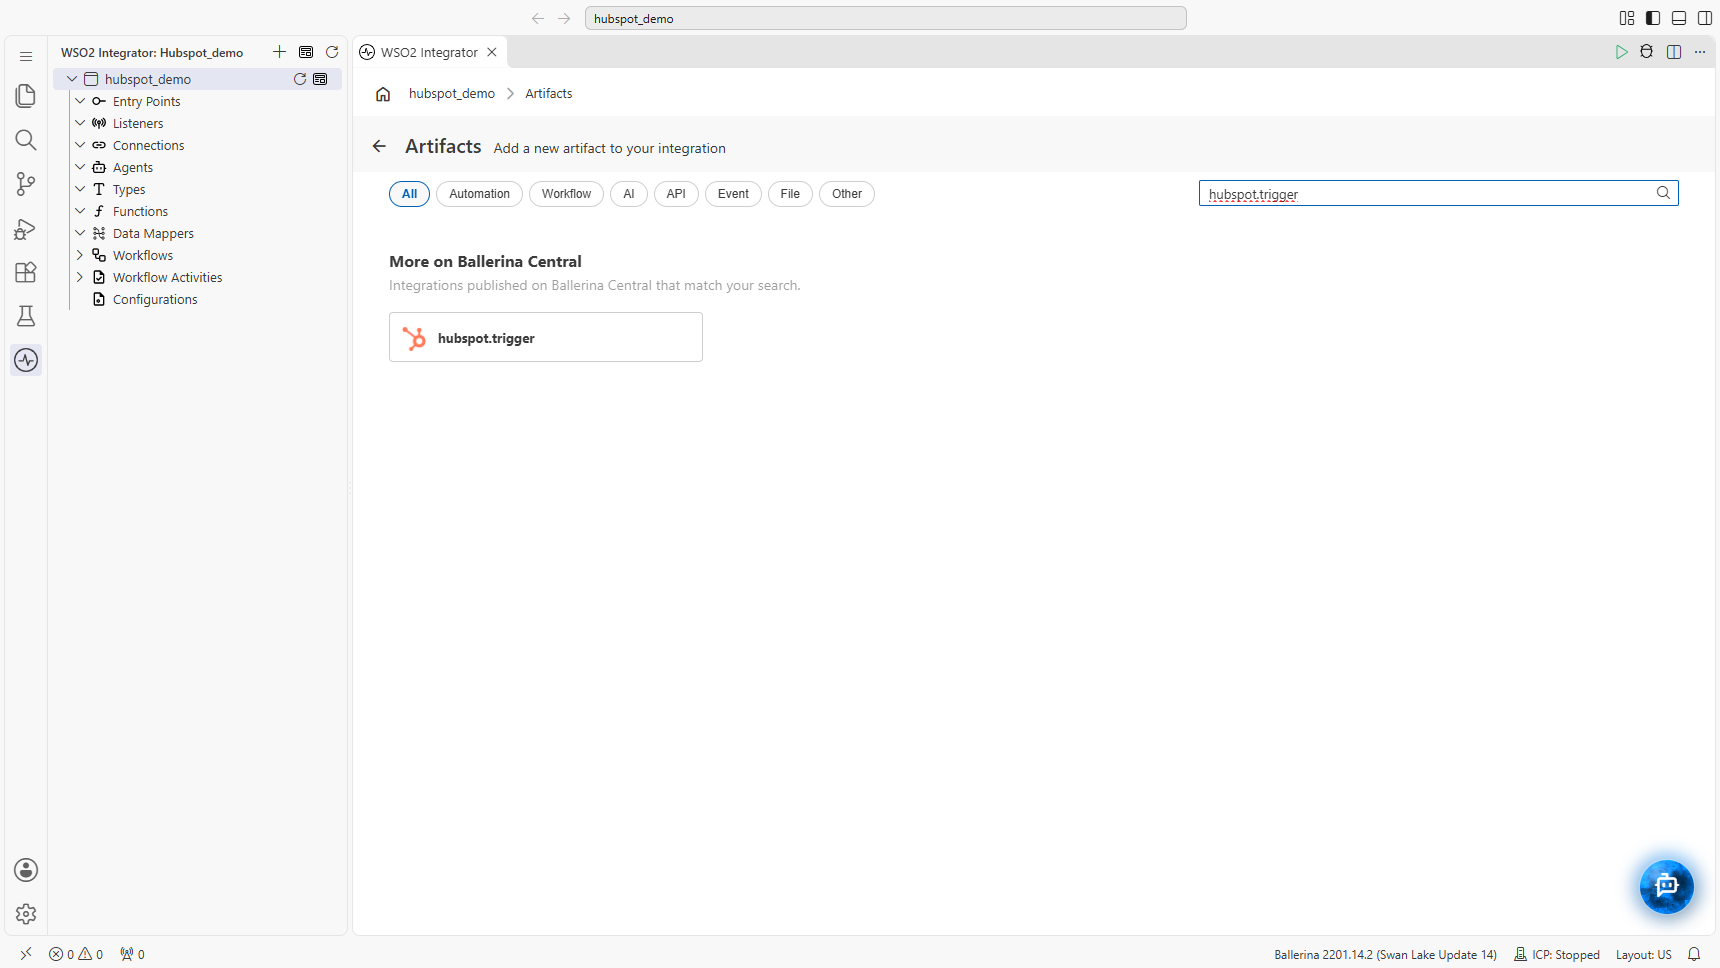 hubspot_demo
WSO2 Integrator: Hubspot_demo
hubspot_demo
Entry Points
Listeners
Connections
Agents
Types
Functions
Data Mappers
Workflows
Workflow Activities
Configurations
WSO2 Integrator
hubspot_demo
Artifacts
Artifacts Add a new artifact to your integration
All Automation Workflow AI API Event File Other
hubspot.trigger
More on Ballerina Central
Integrations published on Ballerina Central that match your search.
hubspot.trigger
0 0 0
Ballerina 2201.14.2 (Swan Lake Update 14) ICP: Stopped Layout: US